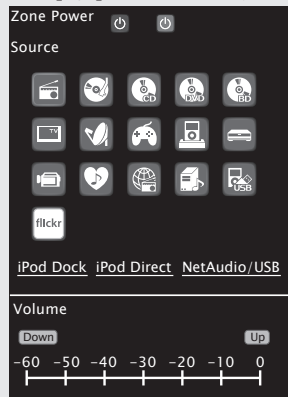 Zone Power
Source
CD DVD BD
TV
USB
flickr
iPod Dock iPod Direct NetAudio/USB
Volume
Down Up
-60 -50 -40 -30 -20 -10 0